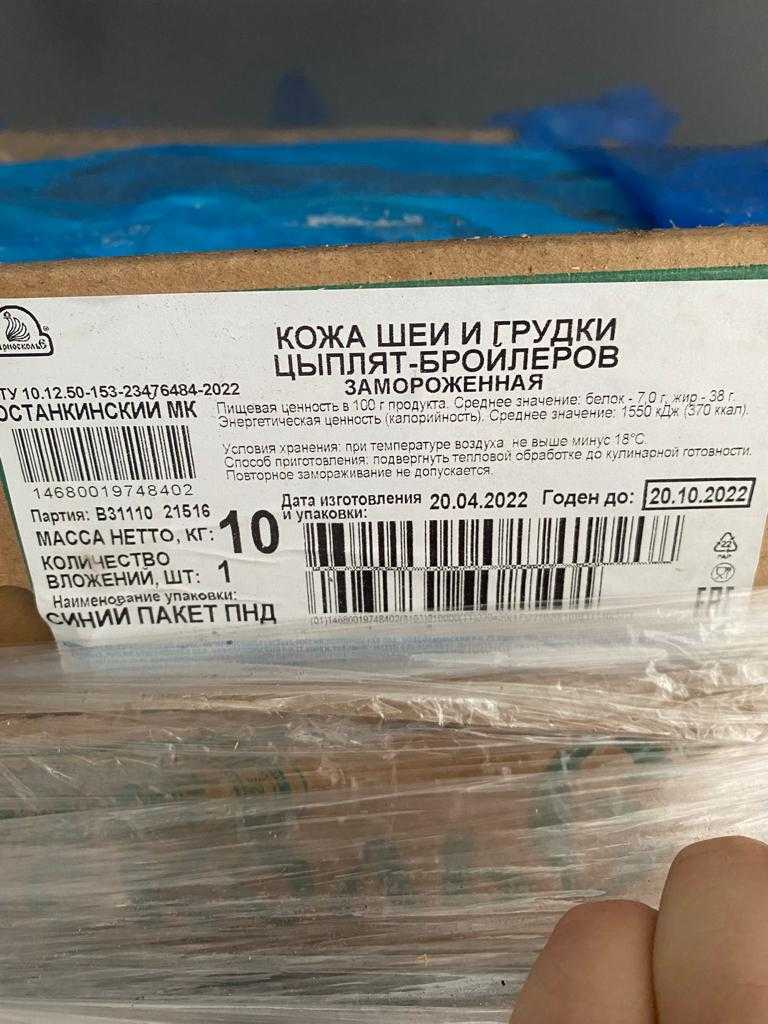 КОЖА ШЕИ И ГРУДКИ
ЦЫПЛЯТ-БРОЙЛЕРОВ
ЗАМОРОЖЕННАЯ
ТУ 10.12.50-153-23476484-2022
ОСТАНКИНСКИЙ МК
Пищевая ценность в 100 г продукта. Среднее значение: белок - 7,0 г, жир - 38 г.
Энергетическая ценность (калорийность). Среднее значение: 1550 кДж (370 ккал).
Условия хранения: при температуре воздуха не выше минус 18°С.
Способ приготовления: подвергнуть тепловой обработке до кулинарной готовности.
Повторное замораживание не допускается.
14680019748402
Партия: В31110 21516
Дата изготовления и упаковки: 20.04.2022 Годен до: 20.10.2022
МАССА НЕТТО, КГ: 10
КОЛИЧЕСТВО
ВЛОЖЕНИЙ, ШТ: 1
Наименование упаковки:
СИНИЙ ПАКЕТ ПНД
22
EAC